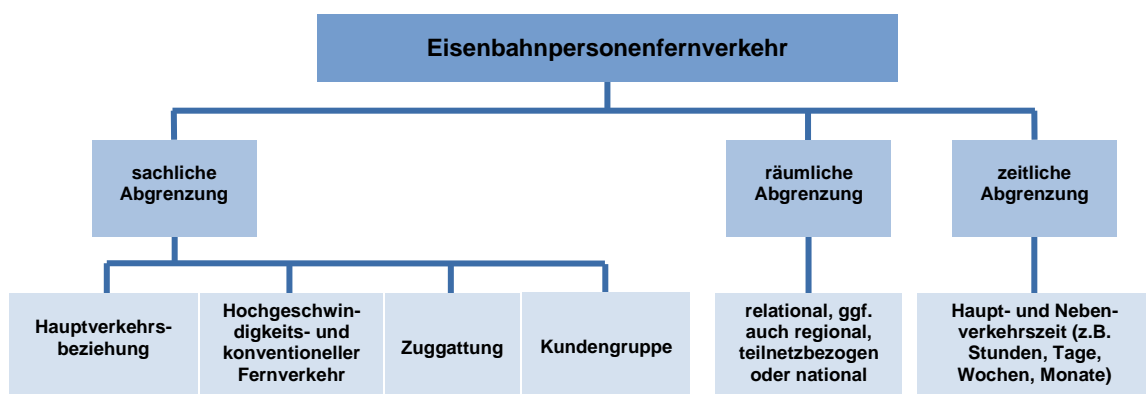 Eisenbahnpersonenfernverkehr
sachliche
Abgrenzung
räumliche
Abgrenzung
zeitliche
Abgrenzung
Hauptverkehrs-
beziehung
Hochgeschwin-
digkeits- und
konventioneller
Fernverkehr
Zuggattung
Kundengruppe
relational, ggf.
auch regional,
teilnetzbezogen
oder national
Haupt- und Neben-
verkehrszeit (z.B.
Stunden, Tage,
Wochen, Monate)